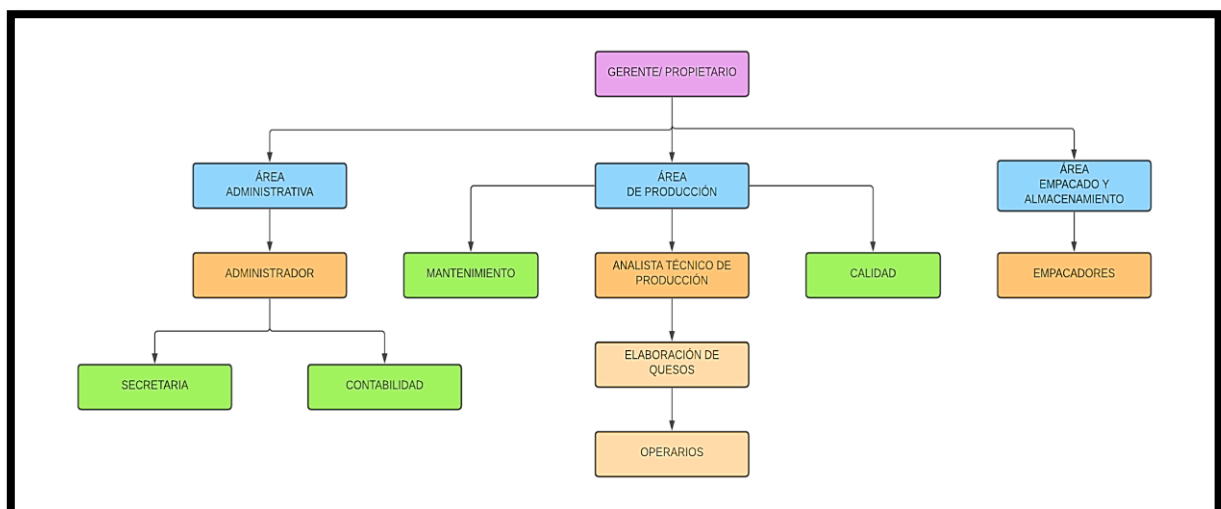 GERENTE/ PROPIETARIO
ÁREA
ADMINISTRATIVA
ÁREA
DE PRODUCCIÓN
ÁREA
EMPACADO Y
ALMACENAMIENTO
ADMINISTRADOR
MANTENIMIENTO
ANALISTA TÉCNICO DE
PRODUCCIÓN
CALIDAD
EMPACADORES
ELABORACIÓN DE
QUESOS
SECRETARIA
CONTABILIDAD
OPERARIOS